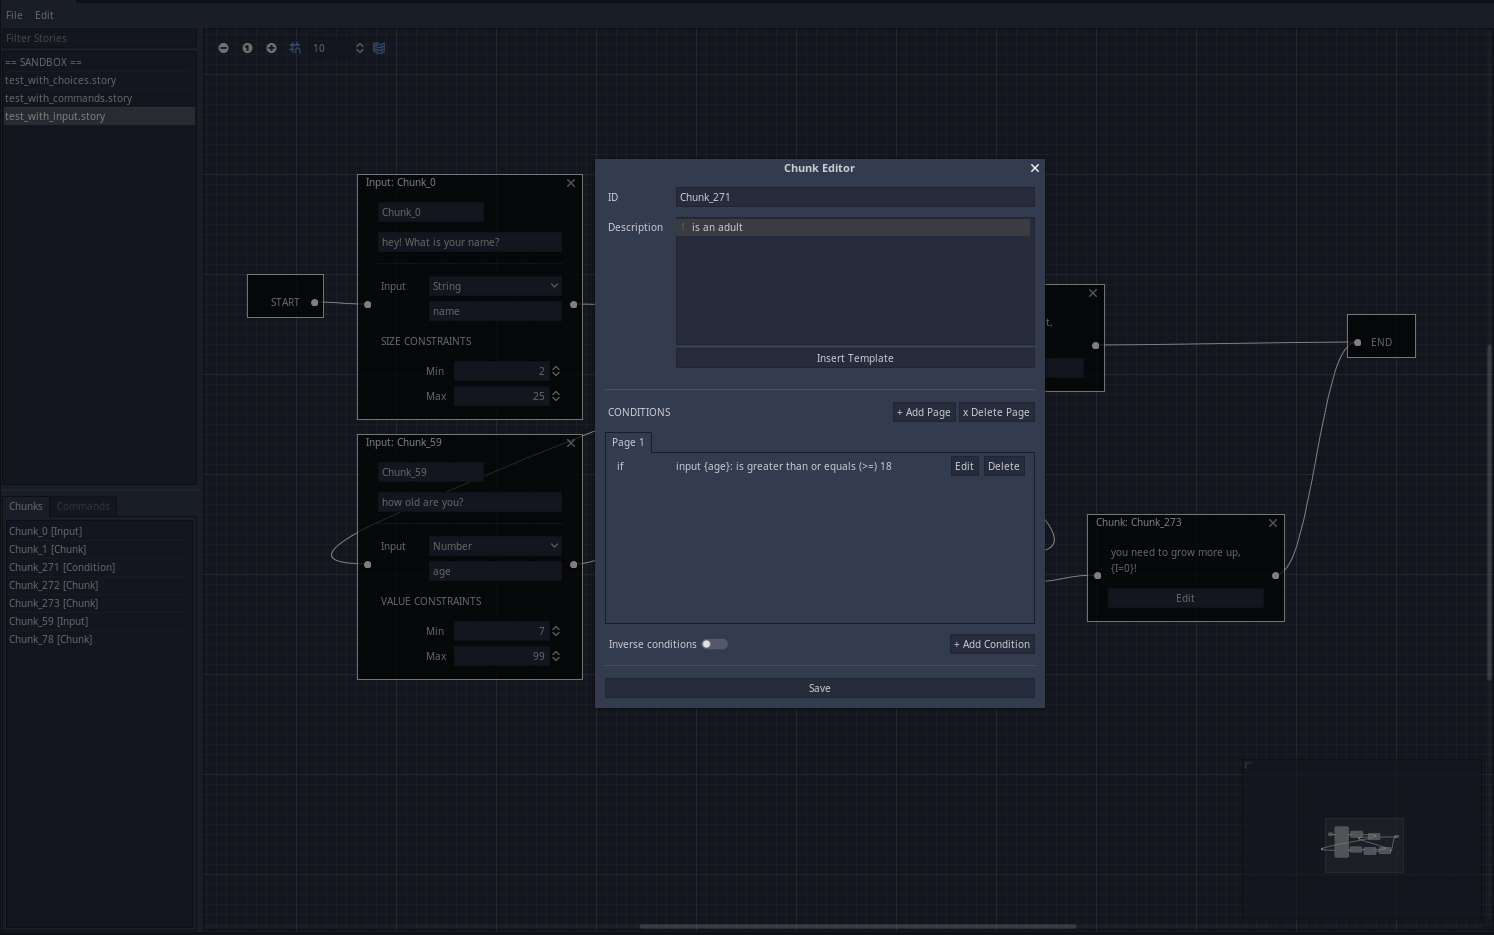 File Edit
Filter Stories
== SANDBOX ==
test_with_choices.story
test_with_commands.story
test_with_input.story
Chunks Commands
Chunk_0 [Input]
Chunk_1 [Chunk]
Chunk_271 [Condition]
Chunk_272 [Chunk]
Chunk_273 [Chunk]
Chunk_59 [Input]
Chunk_78 [Chunk]
10
START
Input: Chunk_0
Chunk_0
hey! What is your name?
Input String
name
SIZE CONSTRAINTS
Min 2
Max 25
Input: Chunk_59
Chunk_59
how old are you?
Input Number
age
VALUE CONSTRAINTS
Min 7
Max 99
Chunk Editor
ID Chunk_271
Description 1 is an adult
Insert Template
CONDITIONS + Add Page x Delete Page
Page 1
if input {age}: is greater than or equals (>=) 18 Edit Delete
Inverse conditions + Add Condition
Save
t,
END
Chunk: Chunk_273
you need to grow more up,
{I=0}!
Edit